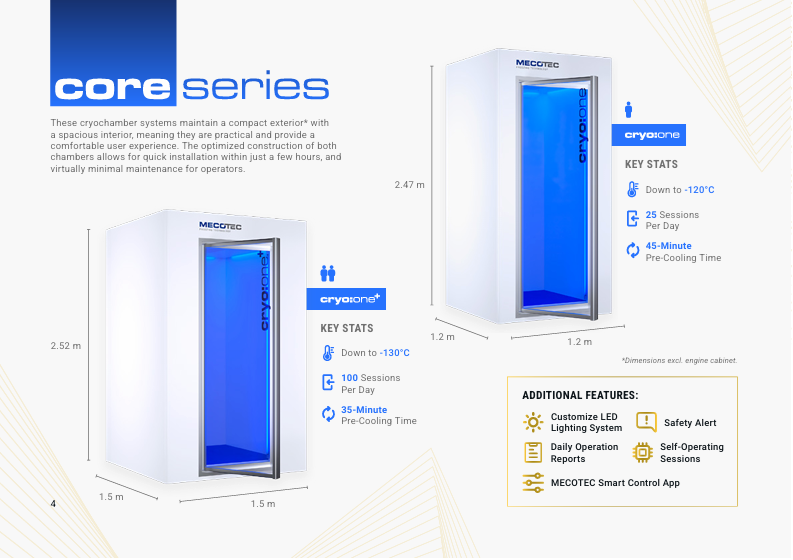 core series
These cryochamber systems maintain a compact exterior* with
a spacious interior, meaning they are practical and provide a
comfortable user experience. The optimized construction of both
chambers allows for quick installation within just a few hours, and
virtually minimal maintenance for operators.
MECOTEC
cryo:one
2.47 m
1.2 m
1.2 m
cryo:one
KEY STATS
Down to -120°C
25 Sessions
Per Day
45-Minute
Pre-Cooling Time
MECOTEC
cryo:one+
2.52 m
1.5 m
1.5 m
cryo:one+
KEY STATS
Down to -130°C
100 Sessions
Per Day
35-Minute
Pre-Cooling Time
*Dimensions excl. engine cabinet.
ADDITIONAL FEATURES:
Customize LED
Lighting System
Safety Alert
Daily Operation
Reports
Self-Operating
Sessions
MECOTEC Smart Control App
4